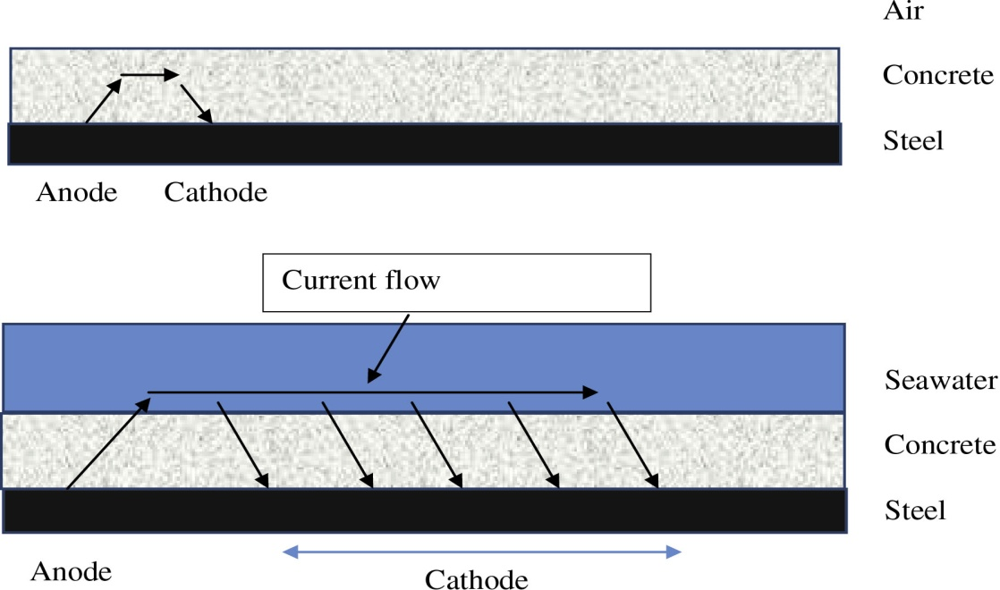 Air
Concrete
Steel
Anode Cathode
Current flow
Seawater
Concrete
Steel
Anode
Cathode